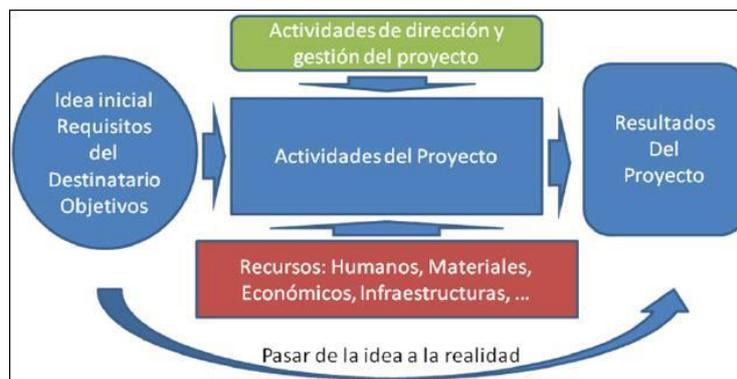 Actividades de dirección y
gestión del proyecto
Idea inicial
Requisitos
del
Destinatario
Objetivos
Actividades del Proyecto
Resultados
Del
Proyecto
Recursos: Humanos, Materiales,
Económicos, Infraestructuras, ...
Pasar de la idea a la realidad